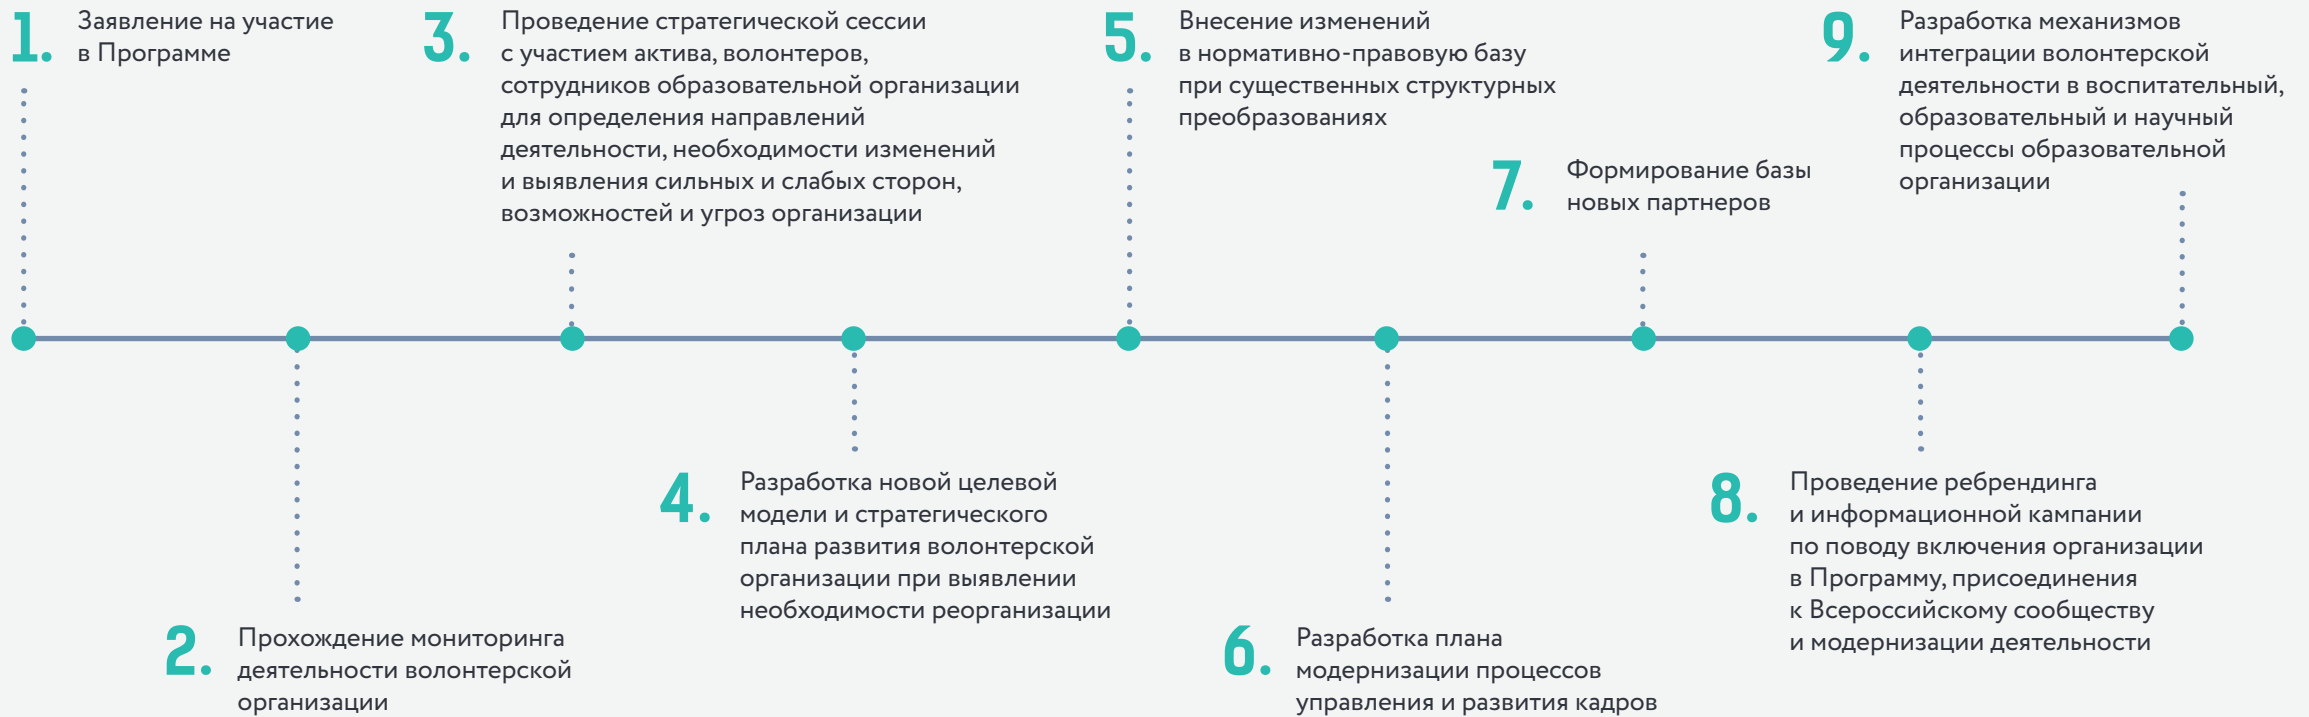 1.
Заявление на участие
в Программе
2.
Прохождение мониторинга
деятельности волонтерской
организации
3.
Проведение стратегической сессии
с участием актива, волонтеров,
сотрудников образовательной организации
для определения направлений
деятельности, необходимости изменений
и выявления сильных и слабых сторон,
возможностей и угроз организации
4.
Разработка новой целевой
модели и стратегического
плана развития волонтерской
организации при выявлении
необходимости реорганизации
5.
Внесение изменений
в нормативно-правовую базу
при существенных структурных
преобразованиях
6.
Разработка плана
модернизации процессов
управления и развития кадров
7.
Формирование базы
новых партнеров
8.
Проведение ребрендинга
и информационной кампании
по поводу включения организации
в Программу, присоединения
к Всероссийскому сообществу
и модернизации деятельности
9.
Разработка механизмов
интеграции волонтерской
деятельности в воспитательный,
образовательный и научный
процессы образовательной
организации